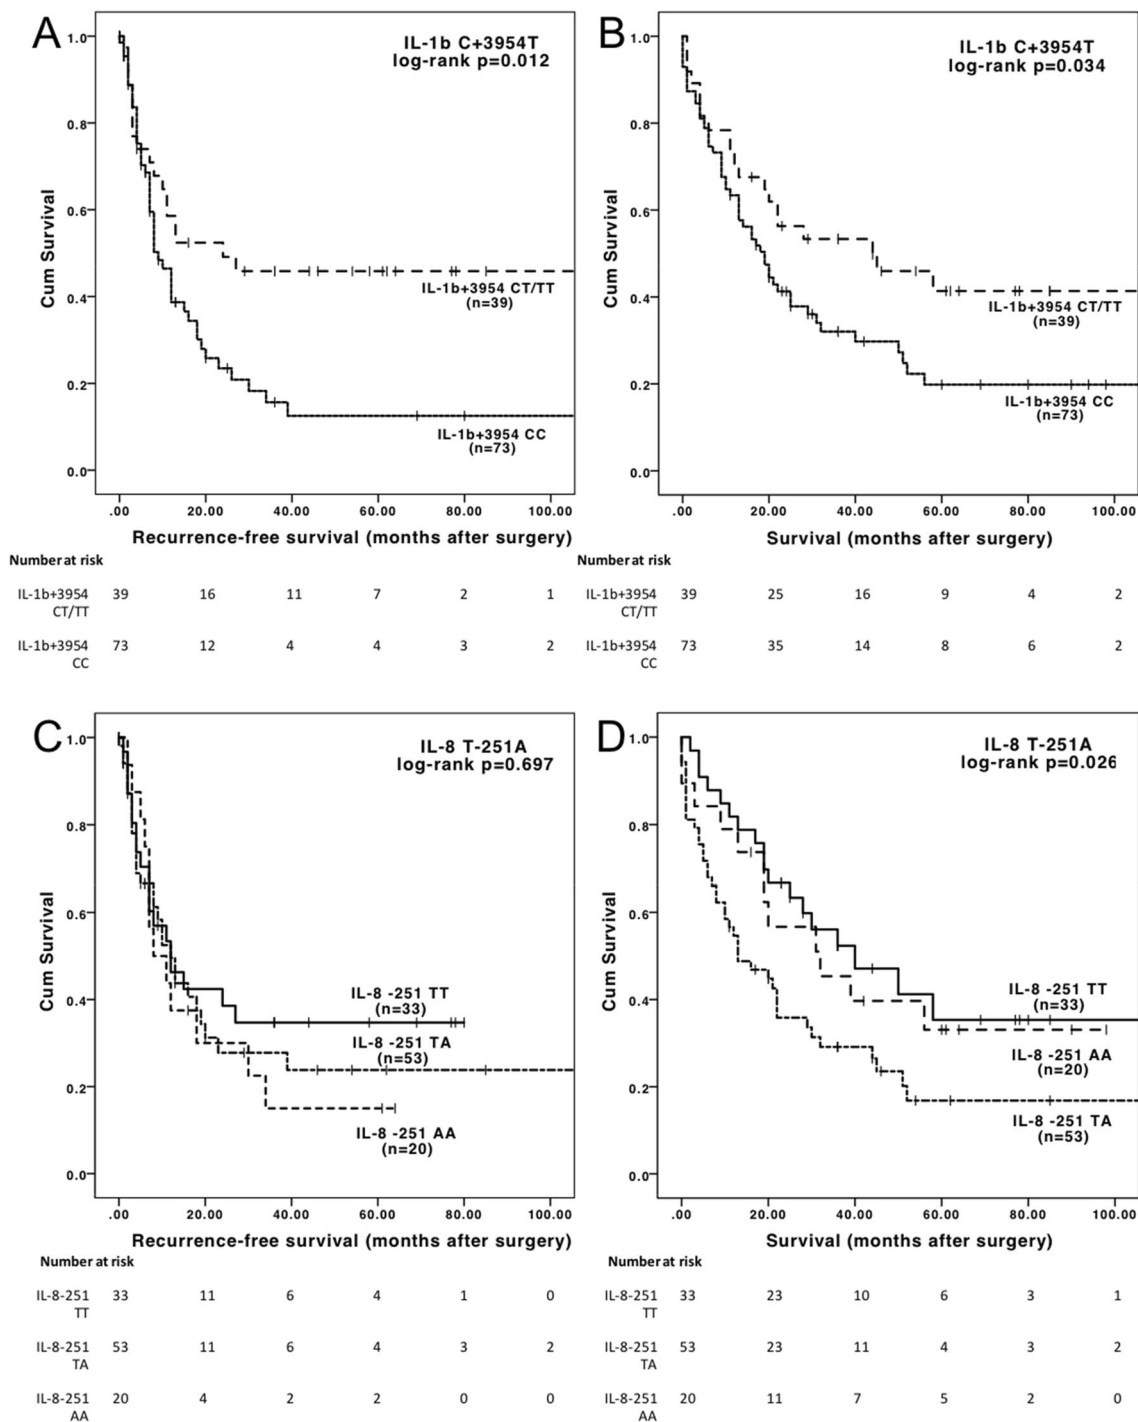 A
IL-1b C+3954T
log-rank p=0.012
Cum Survival
1.0
0.8
0.6
0.4
0.2
0.0
IL-1b+3954 CT/TT
(n=39)
IL-1b+3954 CC
(n=73)
.00 20.00 40.00 60.00 80.00 100.00
Recurrence-free survival (months after surgery)
Number at risk
IL-1b+3954 39 16 11 7 2 1
CT/TT
IL-1b+3954 73 12 4 4 3 2
CC
B
IL-1b C+3954T
log-rank p=0.034
Cum Survival
1.0
0.8
0.6
0.4
0.2
0.0
IL-1b+3954 CT/TT
(n=39)
IL-1b+3954 CC
(n=73)
.00 20.00 40.00 60.00 80.00 100.00
Survival (months after surgery)
Number at risk
IL-1b+3954 39 25 16 9 4 2
CT/TT
IL-1b+3954 73 35 14 8 6 2
CC
C
IL-8 T-251A
log-rank p=0.697
Cum Survival
1.0
0.8
0.6
0.4
0.2
0.0
IL-8 -251 TT
(n=33)
IL-8 -251 TA
(n=53)
IL-8 -251 AA
(n=20)
.00 20.00 40.00 60.00 80.00 100.00
Recurrence-free survival (months after surgery)
Number at risk
IL-8-251 33 11 6 4 1 0
TT
IL-8-251 53 11 6 4 3 2
TA
IL-8-251 20 4 2 2 0 0
AA
D
IL-8 T-251A
log-rank p=0.026
Cum Survival
1.0
0.8
0.6
0.4
0.2
0.0
IL-8 -251 TT
(n=33)
IL-8 -251 AA
(n=20)
IL-8 -251 TA
(n=53)
.00 20.00 40.00 60.00 80.00 100.00
Survival (months after surgery)
Number at risk
IL-8-251 33 23 10 6 3 1
TT
IL-8-251 53 23 11 4 3 2
TA
IL-8-251 20 11 7 5 2 0
AA